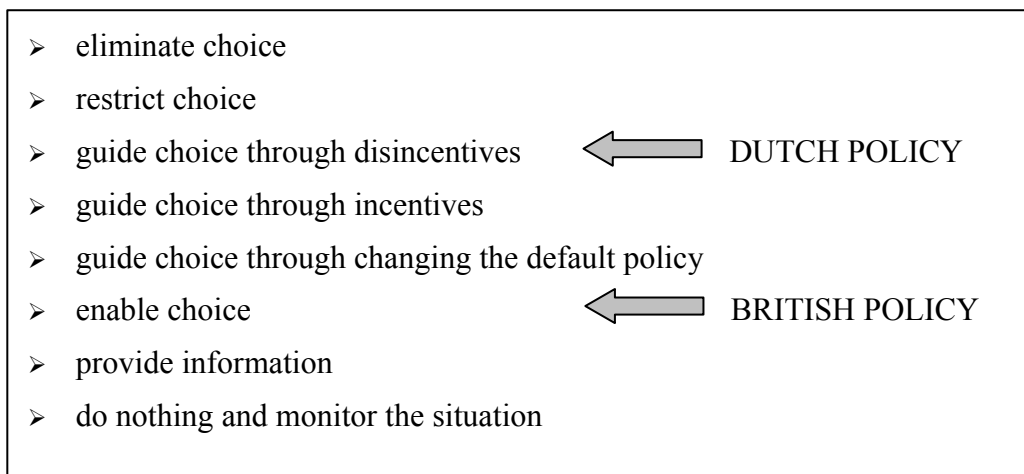 ➢ eliminate choice
➢ restrict choice
➢ guide choice through disincentives DUTCH POLICY
➢ guide choice through incentives
➢ guide choice through changing the default policy
➢ enable choice BRITISH POLICY
➢ provide information
➢ do nothing and monitor the situation